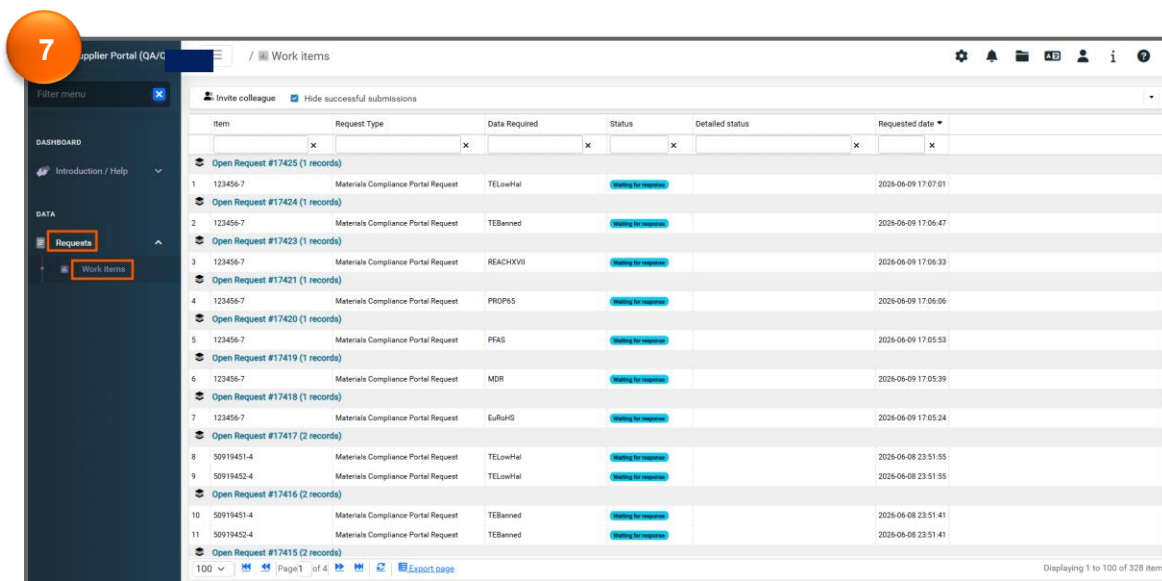 7
upplier Portal (QA/Q
/ Work items
Filter menu
Invite colleague Hide successful submissions
Item Request Type Data Required Status Detailed status Requested date
DASHBOARD
Introduction / Help
DATA
Requests
Work items
Open Request #17425 (1 records)
1 123456-7 Materials Compliance Portal Request TELowHal Waiting for response 2026-06-09 17:07:01
Open Request #17424 (1 records)
2 123456-7 Materials Compliance Portal Request TEBanned Waiting for response 2026-06-09 17:06:47
Open Request #17423 (1 records)
3 123456-7 Materials Compliance Portal Request REACHXVII Waiting for response 2026-06-09 17:06:33
Open Request #17421 (1 records)
4 123456-7 Materials Compliance Portal Request PROP65 Waiting for response 2026-06-09 17:06:06
Open Request #17420 (1 records)
5 123456-7 Materials Compliance Portal Request PFAS Waiting for response 2026-06-09 17:05:53
Open Request #17419 (1 records)
6 123456-7 Materials Compliance Portal Request MDR Waiting for response 2026-06-09 17:05:39
Open Request #17418 (1 records)
7 123456-7 Materials Compliance Portal Request EuRoHS Waiting for response 2026-06-09 17:05:24
Open Request #17417 (2 records)
8 50919451-4 Materials Compliance Portal Request TELowHal Waiting for response 2026-06-08 23:51:55
9 50919452-4 Materials Compliance Portal Request TELowHal Waiting for response 2026-06-08 23:51:55
Open Request #17416 (2 records)
10 50919451-4 Materials Compliance Portal Request TEBanned Waiting for response 2026-06-08 23:51:41
11 50919452-4 Materials Compliance Portal Request TEBanned Waiting for response 2026-06-08 23:51:41
Open Request #17415 (2 records)
100 Page 1 of 4 Export page Displaying 1 to 100 of 328 item